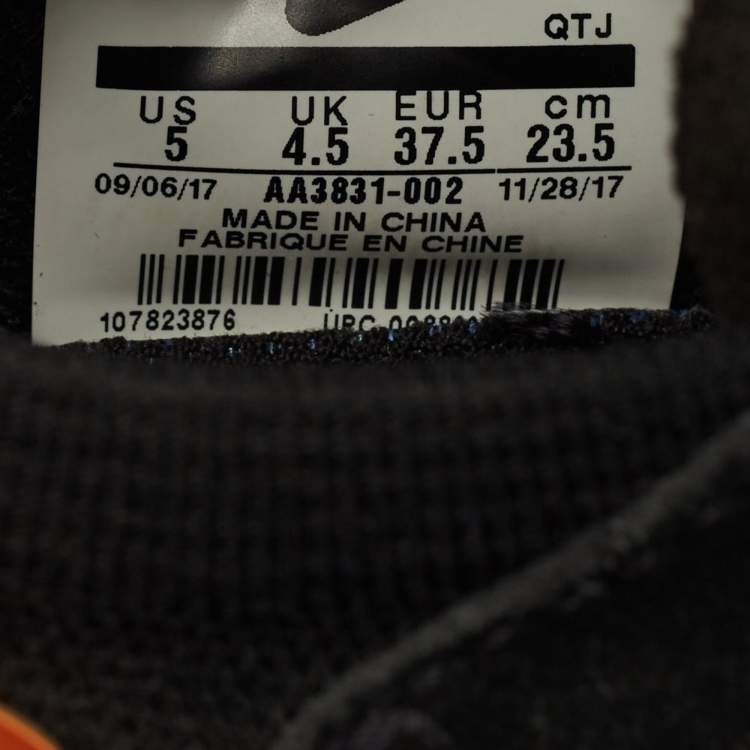 QTJ
US UK EUR cm
5 4.5 37.5 23.5
09/06/17 AA3831-002 11/28/17
MADE IN CHINA
FABRIQUE EN CHINE
107823876 UPC